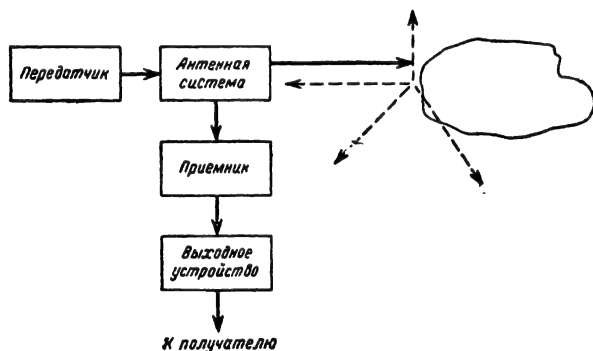 Передатчик
Антенная
система
Приемник
Выходное
устройство
К получателю